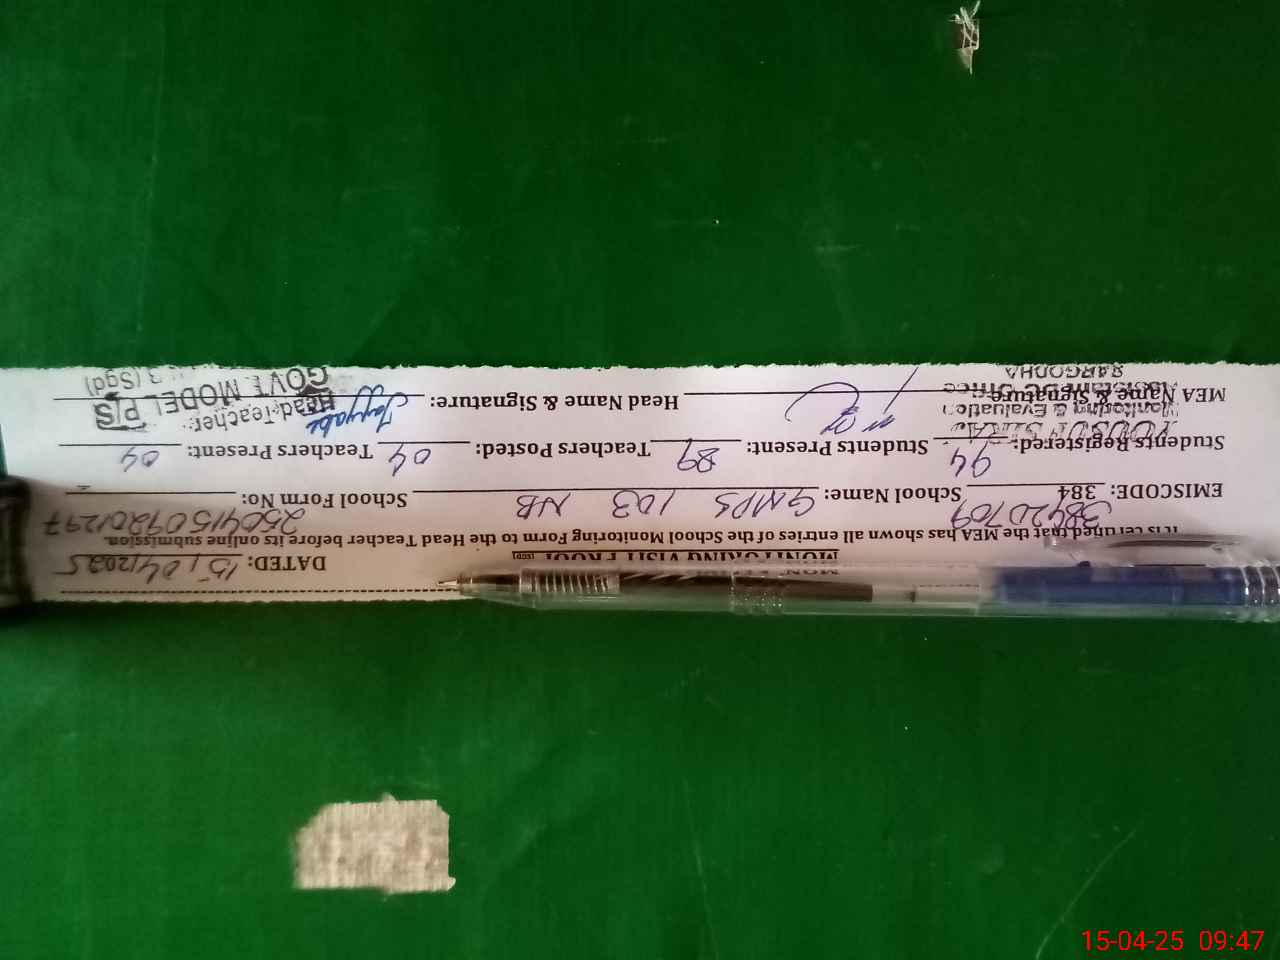 MONITORING VISIT PROOF
DATED: 15/04/2025
It is certified that the MEA has shown all entries of the School Monitoring Form to the Head Teacher before its online submission.
EMISCODE: 384 38420709 School Name: GMPS 103 NB School Form No: 25041509201297
Students Registered: 94 Students Present: 89 Teachers Posted: 04 Teachers Present: 04
MEA Name & Signature: Head Name & Signature: Tayyaba
Monitoring & Evaluation
Assistant DC Office
SARGODHA
Head Teacher
GOVT MODEL P/S
(Sgd)
15-04-25 09:47